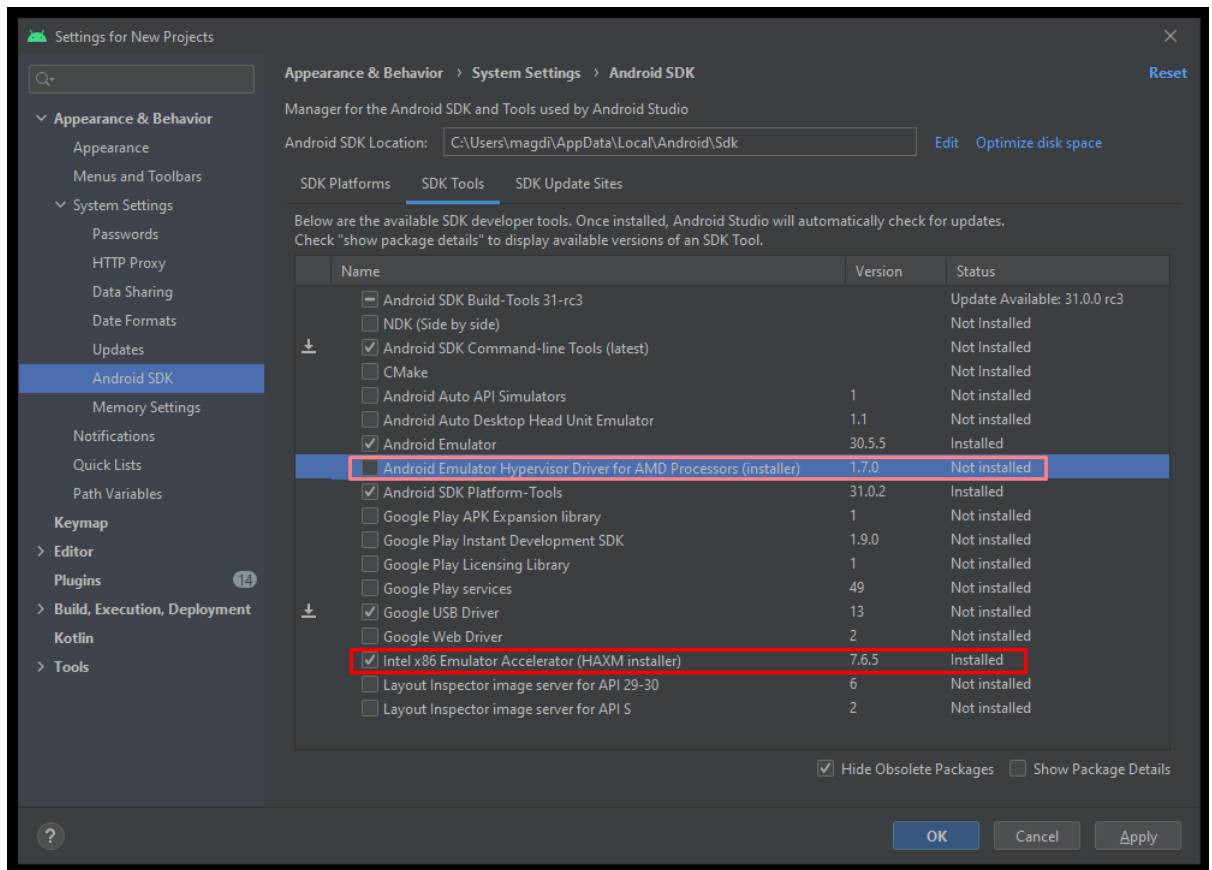 Settings for New Projects
Appearance & Behavior
Appearance
Menus and Toolbars
System Settings
Passwords
HTTP Proxy
Data Sharing
Date Formats
Updates
Android SDK
Memory Settings
Notifications
Quick Lists
Path Variables
Keymap
Editor
Plugins 14
Build, Execution, Deployment
Kotlin
Tools
Appearance & Behavior › System Settings › Android SDK Reset
Manager for the Android SDK and Tools used by Android Studio
Android SDK Location: C:\Users\magdi\AppData\Local\Android\Sdk Edit Optimize disk space
SDK Platforms SDK Tools SDK Update Sites
Below are the available SDK developer tools. Once installed, Android Studio will automatically check for updates.
Check "show package details" to display available versions of an SDK Tool.
Name Version Status
Android SDK Build-Tools 31-rc3 Update Available: 31.0.0 rc3
NDK (Side by side) Not Installed
Android SDK Command-line Tools (latest) Not Installed
CMake Not Installed
Android Auto API Simulators 1 Not installed
Android Auto Desktop Head Unit Emulator 1.1 Not installed
Android Emulator 30.5.5 Installed
Android Emulator Hypervisor Driver for AMD Processors (installer) 1.7.0 Not installed
Android SDK Platform-Tools 31.0.2 Installed
Google Play APK Expansion library 1 Not installed
Google Play Instant Development SDK 1.9.0 Not installed
Google Play Licensing Library 1 Not installed
Google Play services 49 Not installed
Google USB Driver 13 Not installed
Google Web Driver 2 Not installed
Intel x86 Emulator Accelerator (HAXM installer) 7.6.5 Installed
Layout Inspector image server for API 29-30 6 Not installed
Layout Inspector image server for API S 2 Not installed
Hide Obsolete Packages Show Package Details
? OK Cancel Apply